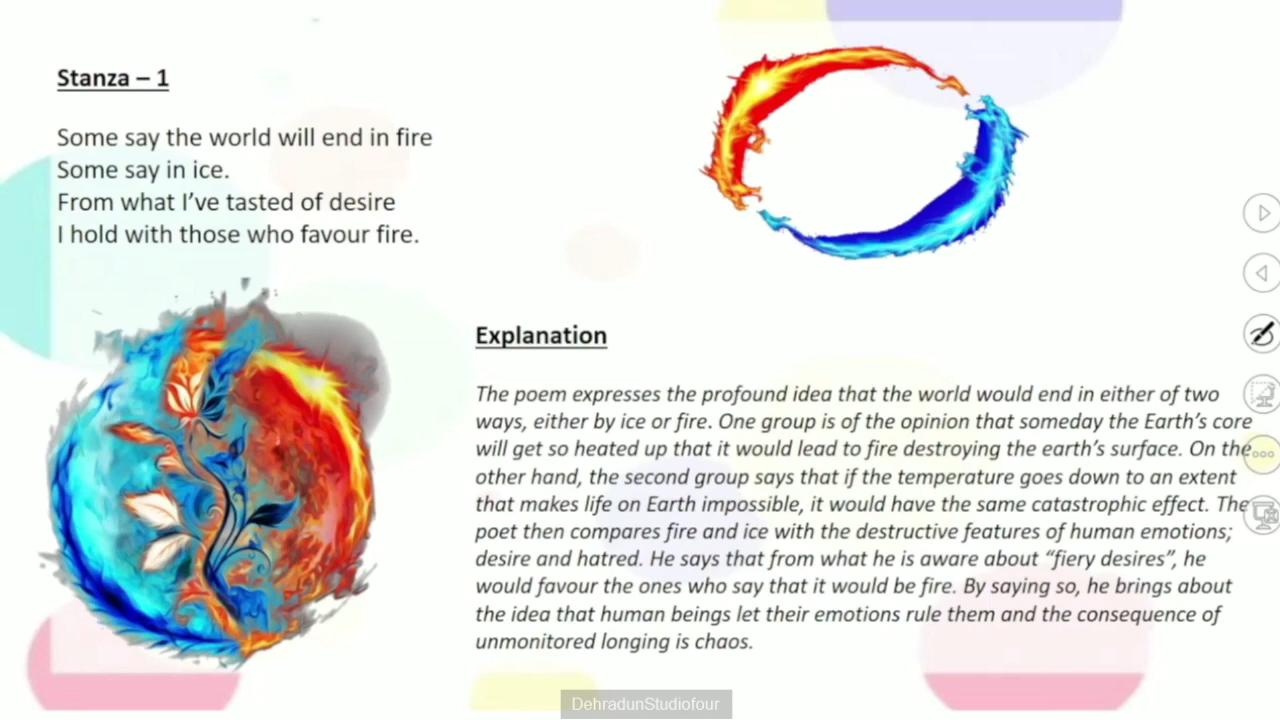 Stanza – 1
Some say the world will end in fire
Some say in ice.
From what I’ve tasted of desire
I hold with those who favour fire.
Explanation
The poem expresses the profound idea that the world would end in either of two
ways, either by ice or fire. One group is of the opinion that someday the Earth’s core
will get so heated up that it would lead to fire destroying the earth’s surface. On the
other hand, the second group says that if the temperature goes down to an extent
that makes life on Earth impossible, it would have the same catastrophic effect. The
poet then compares fire and ice with the destructive features of human emotions;
desire and hatred. He says that from what he is aware about “fiery desires”, he
would favour the ones who say that it would be fire. By saying so, he brings about
the idea that human beings let their emotions rule them and the consequence of
unmonitored longing is chaos.
DehradunStudiofour